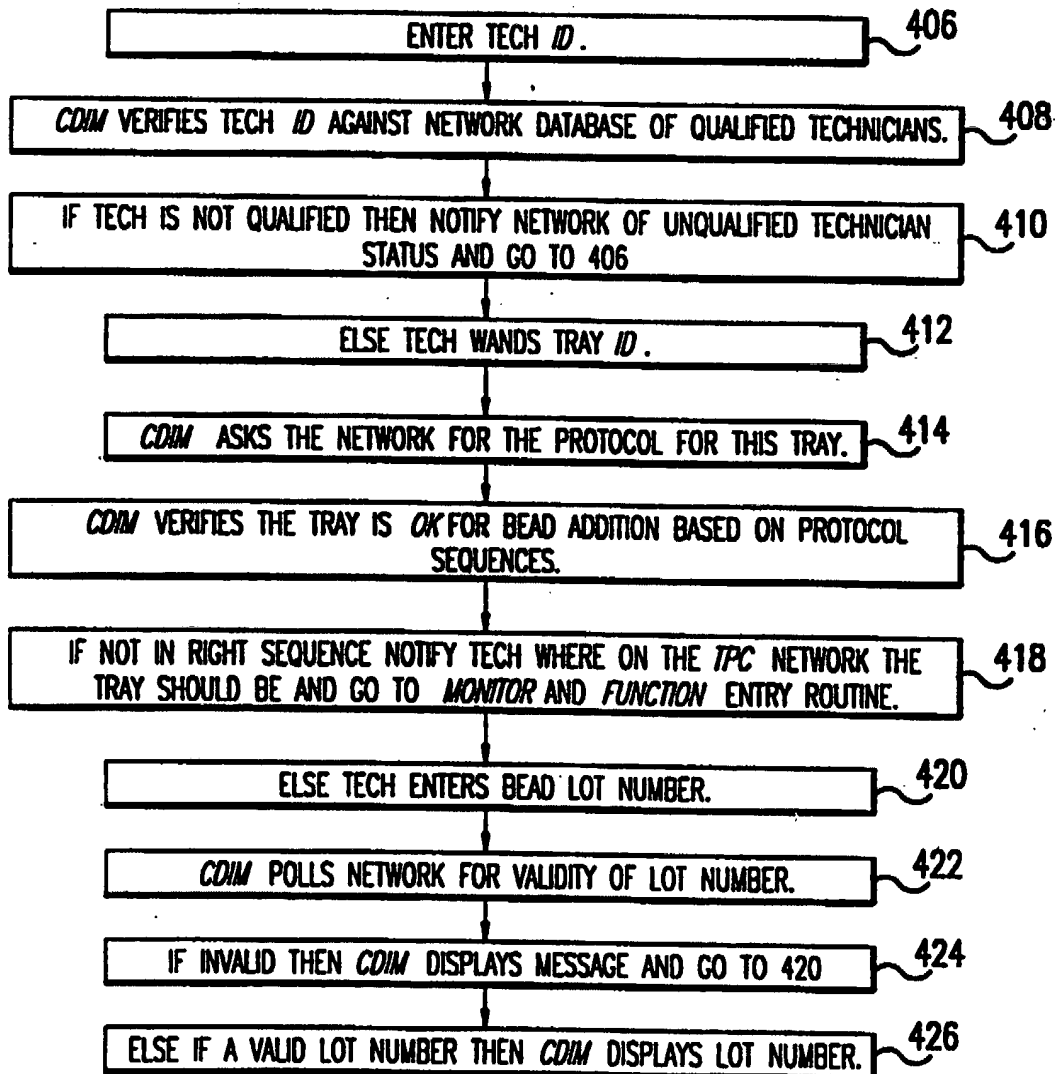 ENTER TECH ID. 406
CDIM VERIFIES TECH ID AGAINST NETWORK DATABASE OF QUALIFIED TECHNICIANS. 408
IF TECH IS NOT QUALIFIED THEN NOTIFY NETWORK OF UNQUALIFIED TECHNICIAN 410
STATUS AND GO TO 406
ELSE TECH WANDS TRAY ID. 412
CDIM ASKS THE NETWORK FOR THE PROTOCOL FOR THIS TRAY. 414
CDIM VERIFIES THE TRAY IS OK FOR BEAD ADDITION BASED ON PROTOCOL 416
SEQUENCES.
IF NOT IN RIGHT SEQUENCE NOTIFY TECH WHERE ON THE TPC NETWORK THE 418
TRAY SHOULD BE AND GO TO MONITOR AND FUNCTION ENTRY ROUTINE.
ELSE TECH ENTERS BEAD LOT NUMBER. 420
CDIM POLLS NETWORK FOR VALIDITY OF LOT NUMBER. 422
IF INVALID THEN CDIM DISPLAYS MESSAGE AND GO TO 420 424
ELSE IF A VALID LOT NUMBER THEN CDIM DISPLAYS LOT NUMBER. 426